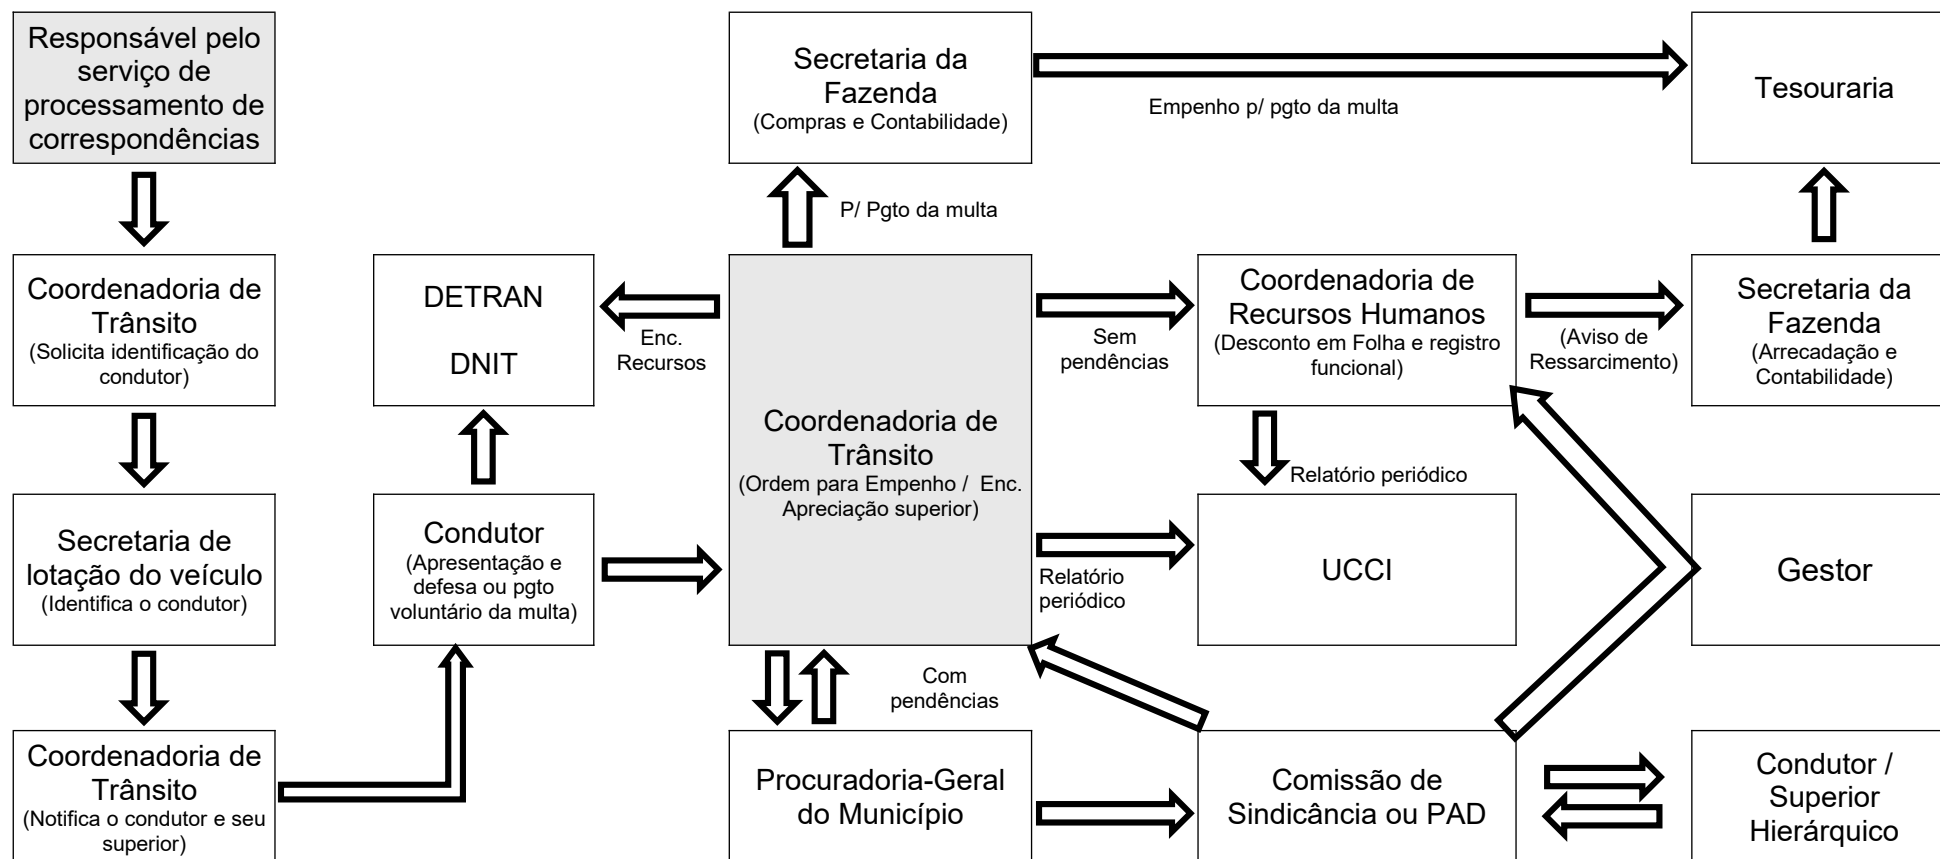 Responsável pelo
serviço de
processamento de
correspondências
Secretaria da
Fazenda
(Compras e Contabilidade)
Empenho p/ pgto da multa
Tesouraria
P/ Pgto da multa
Coordenadoria de
Trânsito
(Solicita identificação do
condutor)
DETRAN
DNIT
Enc.
Recursos
Coordenadoria de
Trânsito
(Ordem para Empenho / Enc.
Apreciação superior)
Sem
pendências
Coordenadoria de
Recursos Humanos
(Desconto em Folha e registro
funcional)
(Aviso de
Ressarcimento)
Secretaria da
Fazenda
(Arrecadação e
Contabilidade)
Relatório periódico
Secretaria de
lotação do veículo
(Identifica o condutor)
Condutor
(Apresentação e
defesa ou pgto
voluntário da multa)
Relatório
periódico
UCCI
Gestor
Com
pendências
Coordenadoria de
Trânsito
(Notifica o condutor e seu
superior)
Procuradoria-Geral
do Município
Comissão de
Sindicância ou PAD
Condutor /
Superior
Hierárquico